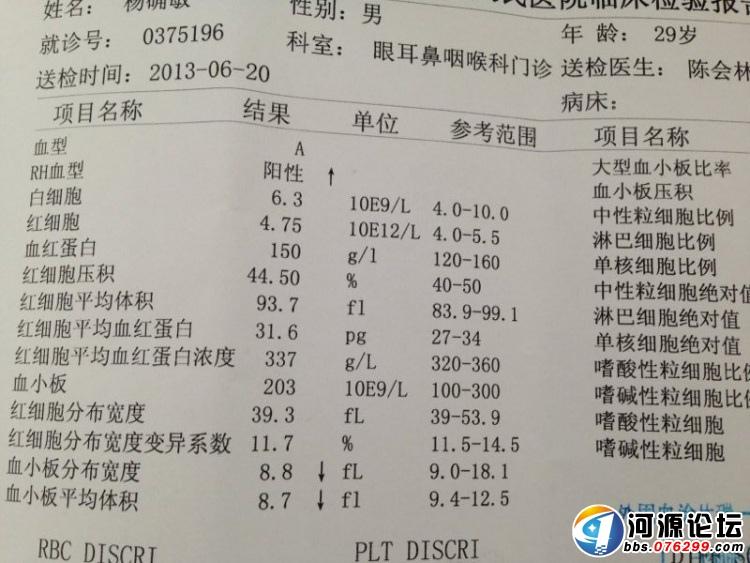 姓名: 杨确敏 性别: 男 民医院临床检验报告
就诊号: 0375196 科室: 眼耳鼻咽喉科门诊 年 龄: 29岁
送检时间: 2013-06-20 送检医生: 陈会林
病床:
项目名称 结果 单位 参考范围 项目名称
血型 A 大型血小板比率
RH血型 阳性 ↑ 血小板压积
白细胞 6.3 10E9/L 4.0-10.0 中性粒细胞比例
红细胞 4.75 10E12/L 4.0-5.5 淋巴细胞比例
血红蛋白 150 g/l 120-160 单核细胞比例
红细胞压积 44.50 % 40-50 中性粒细胞绝对值
红细胞平均体积 93.7 fl 83.9-99.1 淋巴细胞绝对值
红细胞平均血红蛋白 31.6 pg 27-34 单核细胞绝对值
红细胞平均血红蛋白浓度 337 g/L 320-360 嗜酸性粒细胞比例
血小板 203 10E9/L 100-300 嗜碱性粒细胞比例
红细胞分布宽度 39.3 fL 39-53.9 嗜酸性粒细胞
红细胞分布宽度变异系数 11.7 % 11.5-14.5 嗜碱性粒细胞
血小板分布宽度 8.8 ↓ fL 9.0-18.1
血小板平均体积 8.7 ↓ fl 9.4-12.5
RBC DISCRI PLT DISCRI
河源论坛
bbs.076299.com